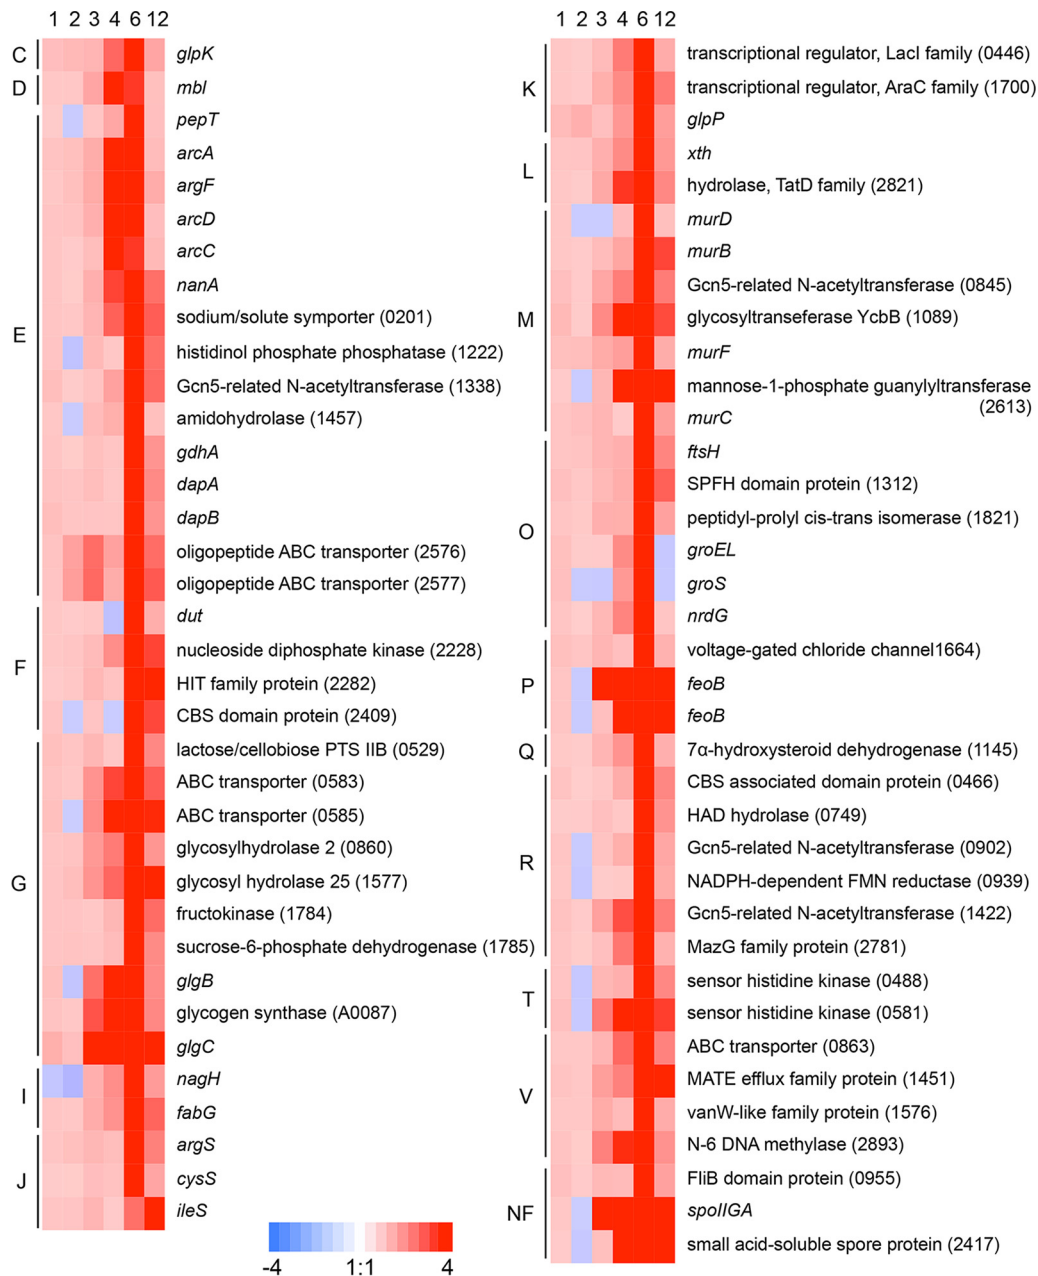 1 2 3 4 6 12
C
glpK
D
mbl
E
pepT
arcA
argF
arcD
arcC
nanA
sodium/solute symporter (0201)
histidinol phosphate phosphatase (1222)
Gcn5-related N-acetyltransferase (1338)
amidohydrolase (1457)
gdhA
dapA
dapB
oligopeptide ABC transporter (2576)
oligopeptide ABC transporter (2577)
F
dut
nucleoside diphosphate kinase (2228)
HIT family protein (2282)
CBS domain protein (2409)
G
lactose/cellobiose PTS IIB (0529)
ABC transporter (0583)
ABC transporter (0585)
glycosylhydrolase 2 (0860)
glycosyl hydrolase 25 (1577)
fructokinase (1784)
sucrose-6-phosphate dehydrogenase (1785)
glgB
glycogen synthase (A0087)
glgC
I
nagH
fabG
J
argS
cysS
ileS
-4 1:1 4
1 2 3 4 6 12
K
transcriptional regulator, LacI family (0446)
transcriptional regulator, AraC family (1700)
glpP
L
xth
hydrolase, TatD family (2821)
M
murD
murB
Gcn5-related N-acetyltransferase (0845)
glycosyltranseferase YcbB (1089)
murF
mannose-1-phosphate guanylyltransferase
(2613)
murC
O
ftsH
SPFH domain protein (1312)
peptidyl-prolyl cis-trans isomerase (1821)
groEL
groS
nrdG
P
voltage-gated chloride channel1664)
feoB
feoB
Q
7α-hydroxysteroid dehydrogenase (1145)
R
CBS associated domain protein (0466)
HAD hydrolase (0749)
Gcn5-related N-acetyltransferase (0902)
NADPH-dependent FMN reductase (0939)
Gcn5-related N-acetyltransferase (1422)
MazG family protein (2781)
T
sensor histidine kinase (0488)
sensor histidine kinase (0581)
V
ABC transporter (0863)
MATE efflux family protein (1451)
vanW-like family protein (1576)
N-6 DNA methylase (2893)
NF
FliB domain protein (0955)
spoIIGA
small acid-soluble spore protein (2417)